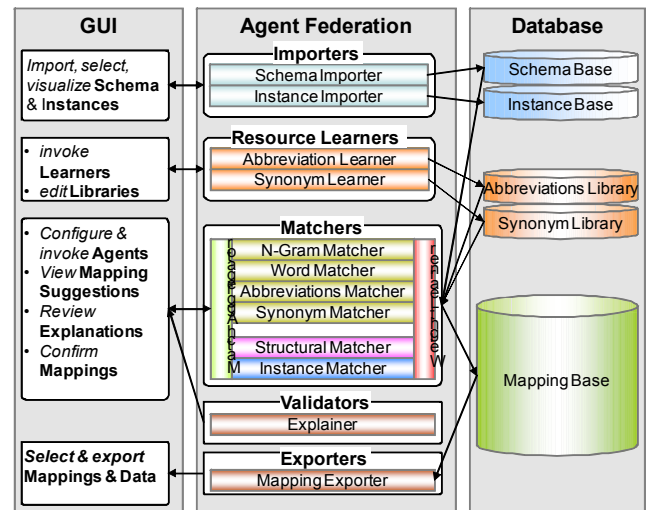 GUI
Import, select,
visualize Schema
& Instances
• invoke
Learners
• edit Libraries
• Configure &
invoke Agents
• View Mapping
Suggestions
• Review
Explanations
• Confirm
Mappings
Select & export
Mappings & Data
Agent Federation
Importers
Schema Importer
Instance Importer
Resource Learners
Abbreviation Learner
Synonym Learner
Matchers
N-Gram Matcher
Word Matcher
Abbreviations Matcher
Synonym Matcher
Structural Matcher
Instance Matcher
Validators
Explainer
Exporters
Mapping Exporter
Database
Schema Base
Instance Base
Abbreviations Library
Synonym Library
Mapping Base